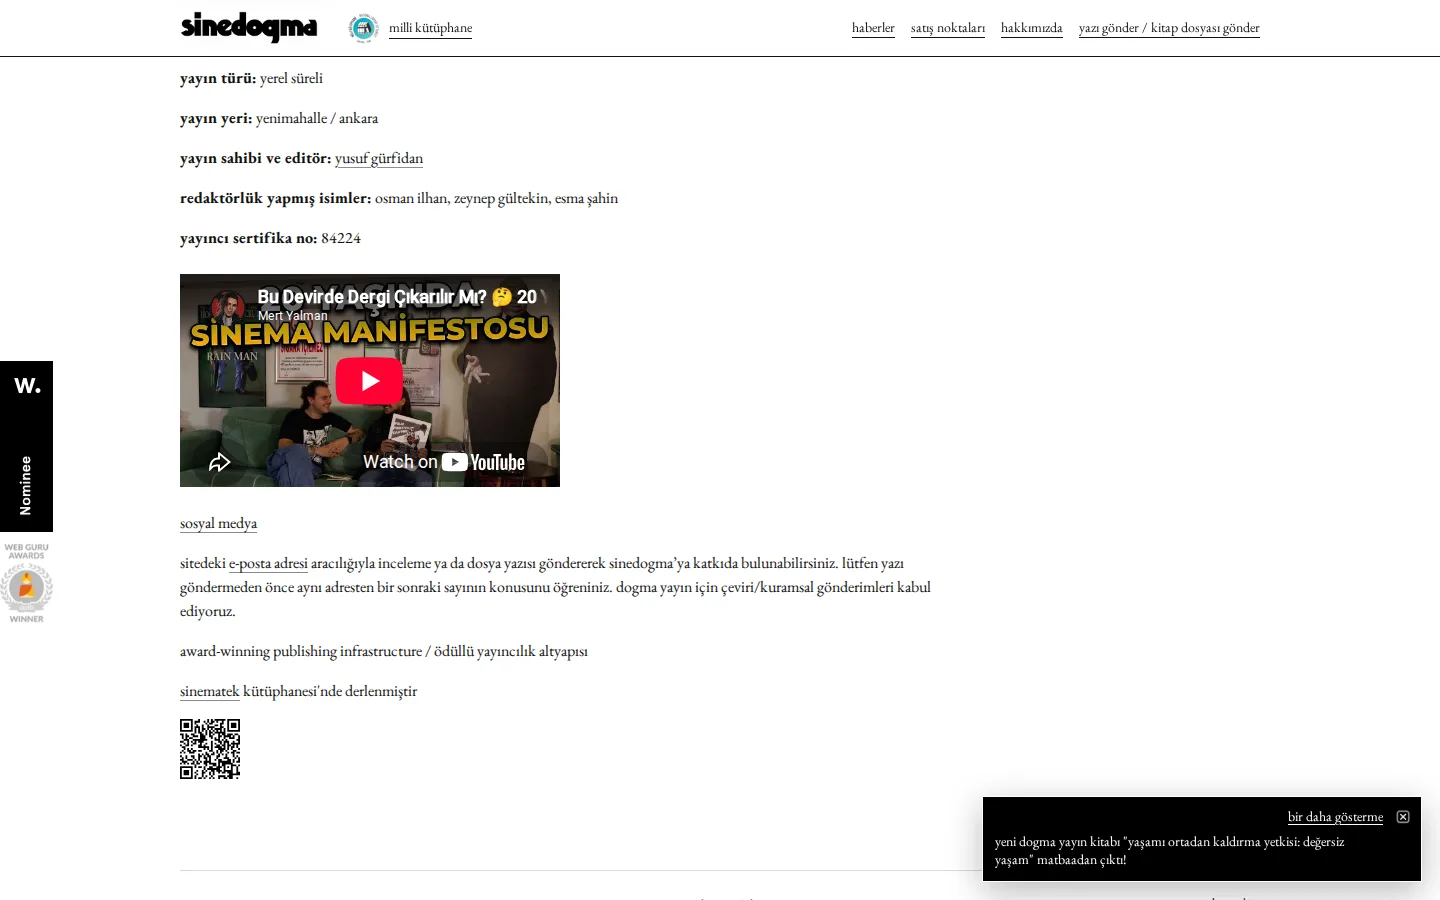 sinedogma
milli kütüphane
haberler
satış noktaları
hakkımızda
yazı gönder / kitap dosyası gönder
yayın türü: yerel süreli
yayın yeri: yenimahalle / ankara
yayın sahibi ve editör: yusuf gürfidan
redaktörlük yapmış isimler: osman ilhan, zeynep gültekin, esma şahin
yayıncı sertifika no: 84224
Bu Devirde Dergi Çıkarılır Mı? 🤔 20
Mert Yalman
20 YAŞINDA
SİNEMA MANİFESTOSU
RAIN MAN
Watch on YouTube
W.
Nominee
WEB GURU
AWARDS
WINNER
sosyal medya
sitedeki e-posta adresi aracılığıyla inceleme ya da dosya yazısı göndererek sinedogma’ya katkıda bulunabilirsiniz. lütfen yazı
göndermeden önce aynı adresten bir sonraki sayının konusunu öğreniniz. dogma yayın için çeviri/kuramsal gönderimleri kabul
ediyoruz.
award-winning publishing infrastructure / ödüllü yayıncılık altyapısı
sinematek kütüphanesi'nde derlenmiştir
bir daha gösterme
yeni dogma yayın kitabı "yaşamı ortadan kaldırma yetkisi: değersiz
yaşam" matbaadan çıktı!